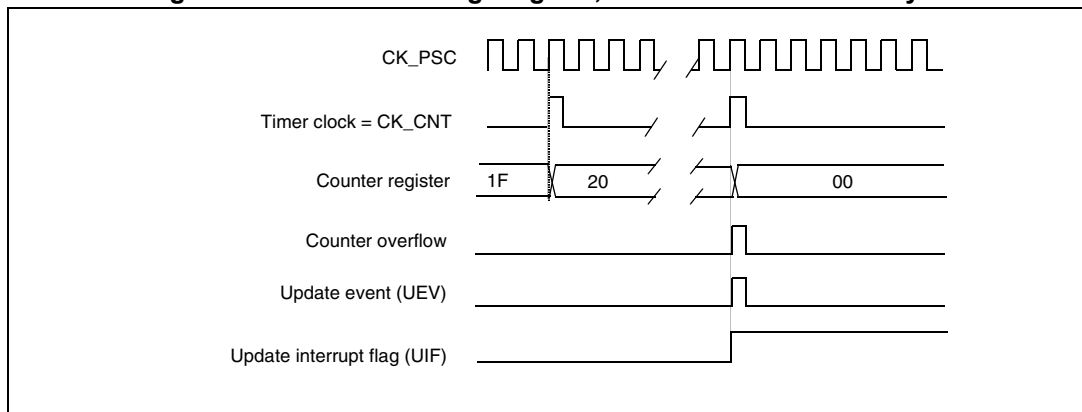 CK_PSC
Timer clock = CK_CNT
Counter register 1F 20 00
Counter overflow
Update event (UEV)
Update interrupt flag (UIF)